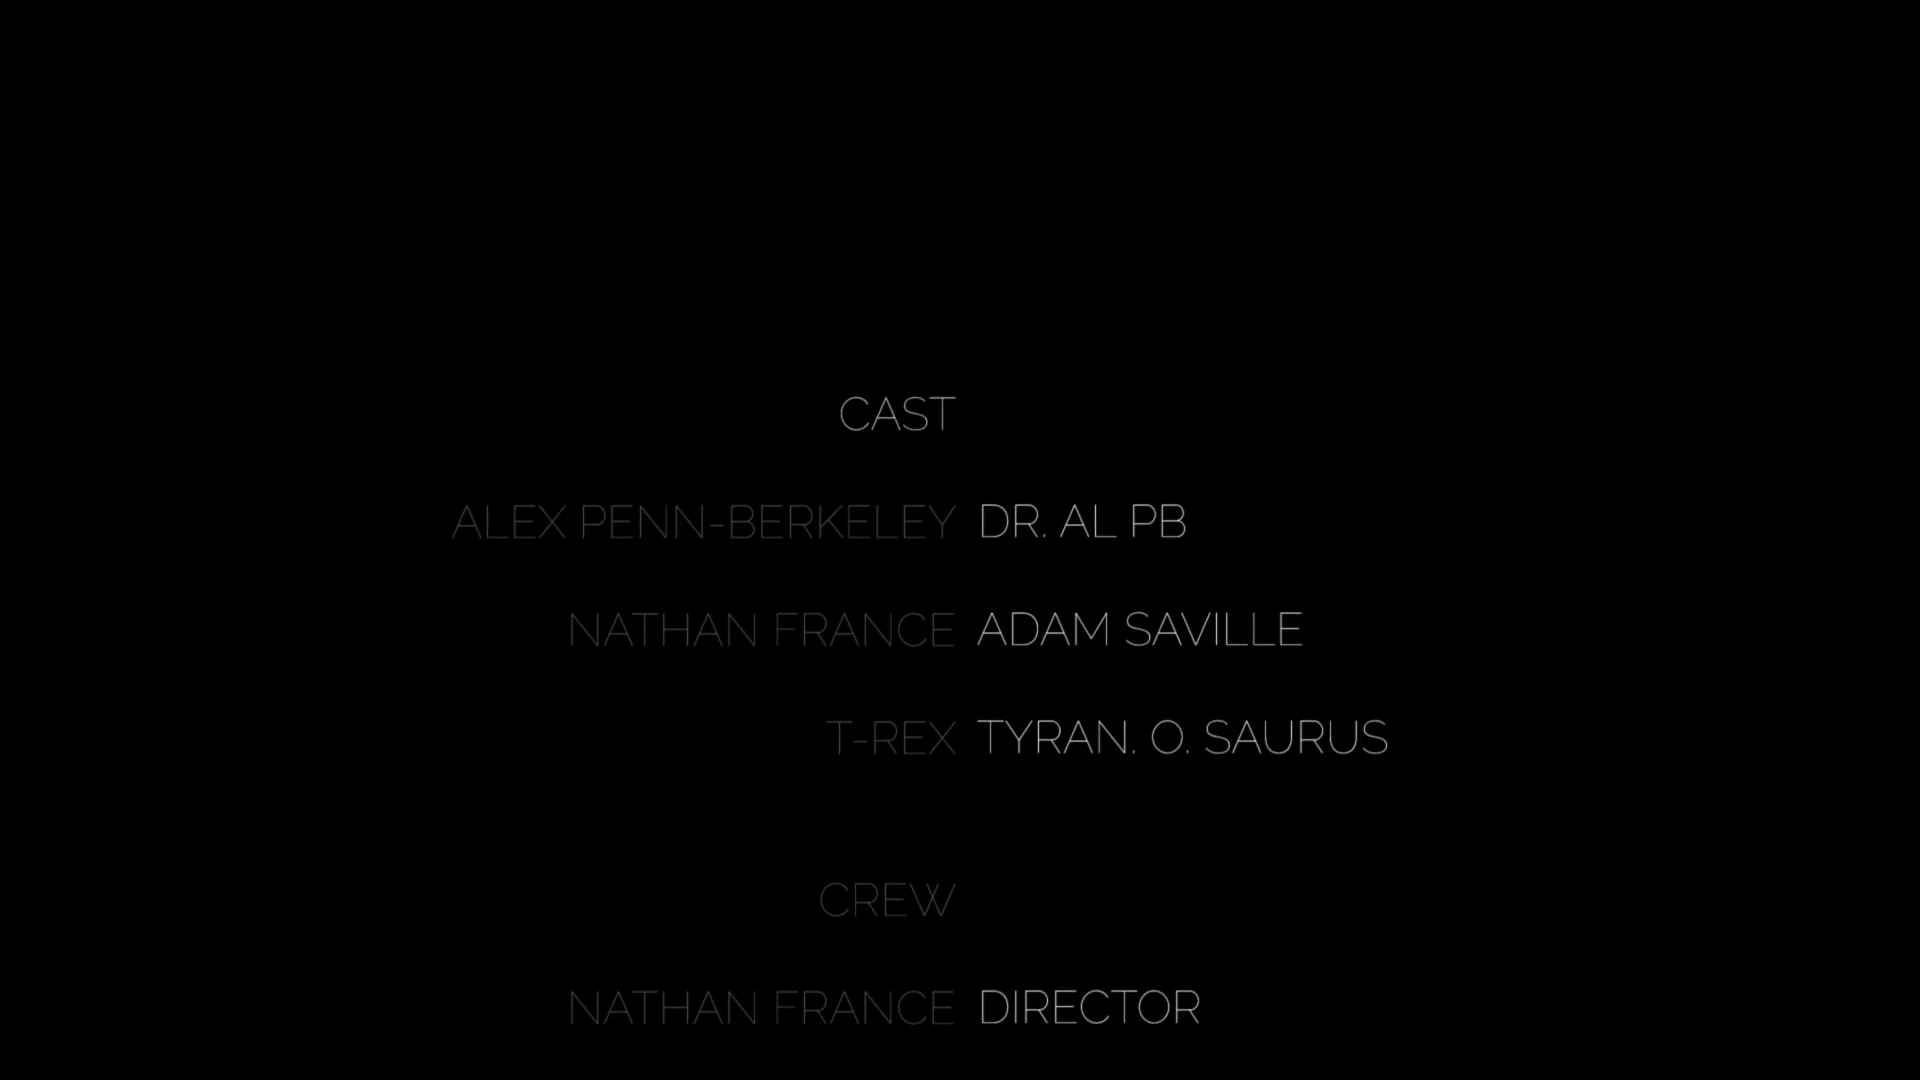 CAST
ALEX PENN-BERKELEY DR. AL PB
NATHAN FRANCE ADAM SAVILLE
T-REX TYRAN. O. SAURUS
CREW
NATHAN FRANCE DIRECTOR